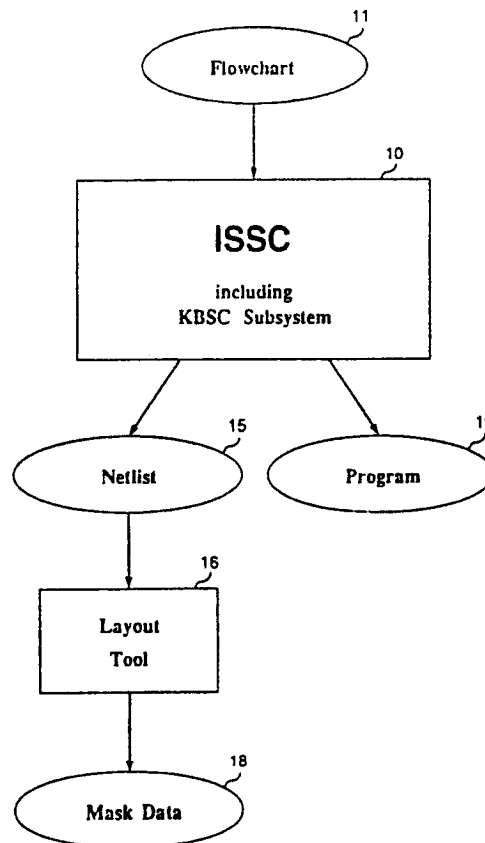 11
Flowchart
10
ISSC
including
KBSC Subsystem
15
Netlist
Program
16
Layout
Tool
18
Mask Data